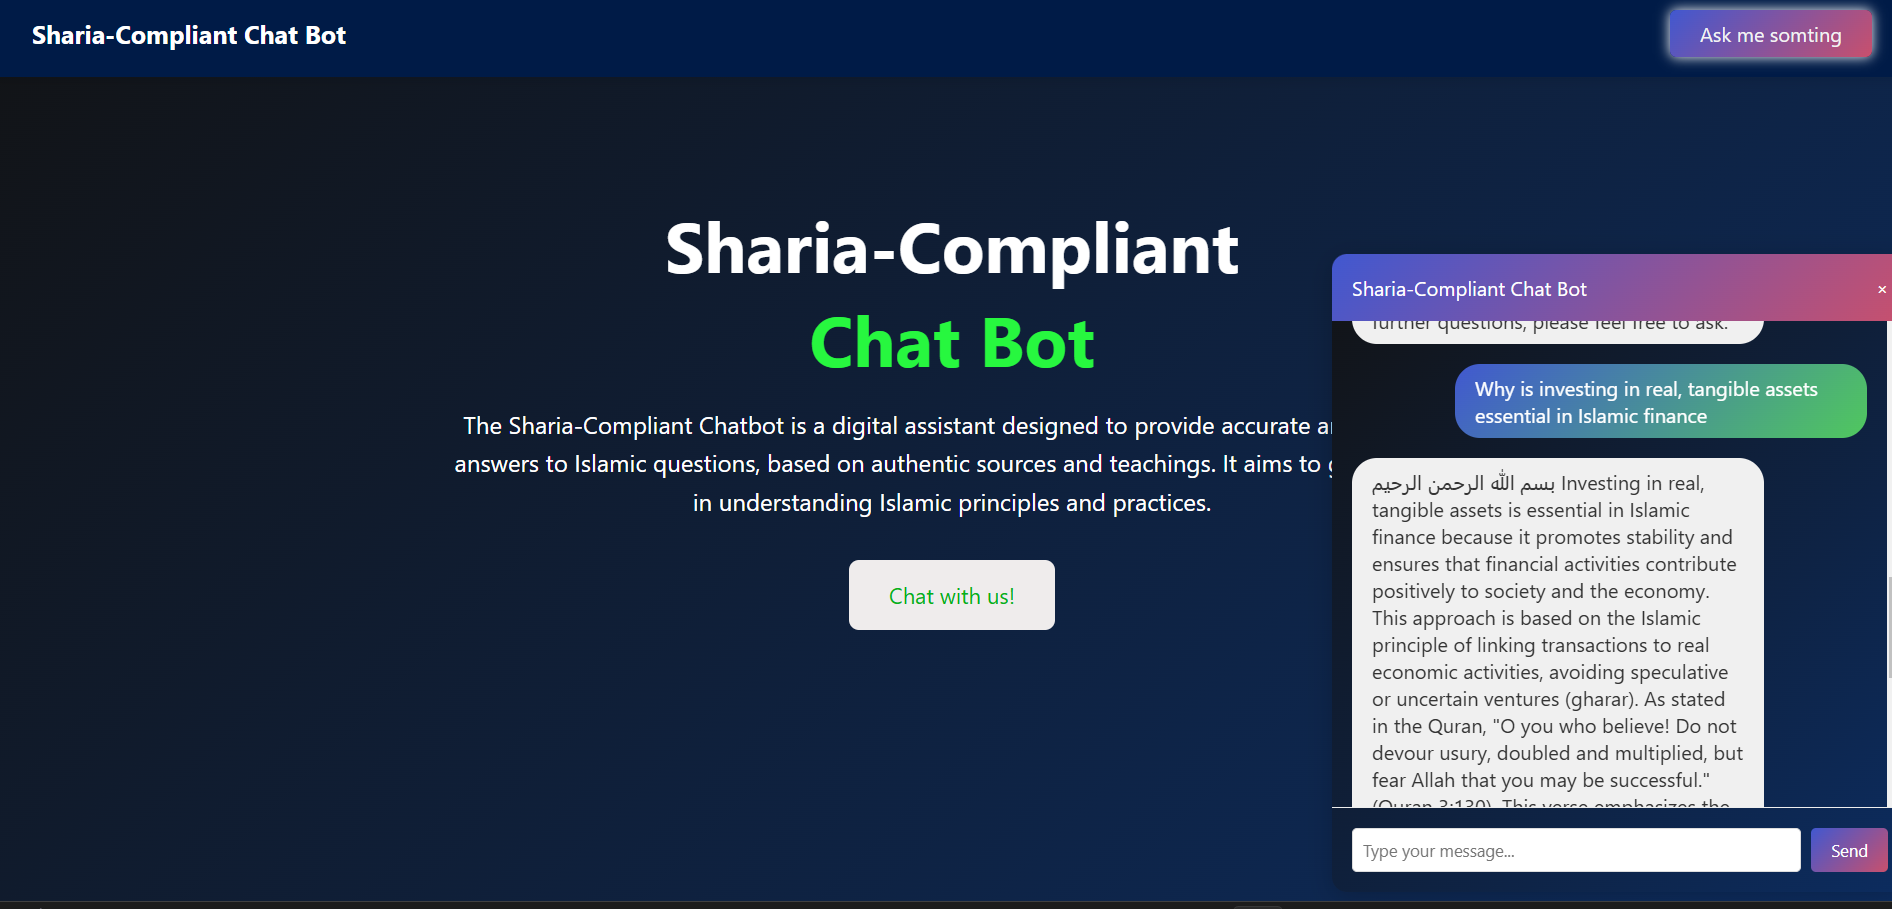 Sharia-Compliant Chat Bot
Ask me somting
Sharia-Compliant
Chat Bot
The Sharia-Compliant Chatbot is a digital assistant designed to provide accurate
answers to Islamic questions, based on authentic sources and teachings. It aims to
in understanding Islamic principles and practices.
Chat with us!
Sharia-Compliant Chat Bot
×
further questions, please feel free to ask.
Why is investing in real, tangible assets
essential in Islamic finance
بسم الله الرحمن الرحيم Investing in real,
tangible assets is essential in Islamic
finance because it promotes stability and
ensures that financial activities contribute
positively to society and the economy.
This approach is based on the Islamic
principle of linking transactions to real
economic activities, avoiding speculative
or uncertain ventures (gharar). As stated
in the Quran, "O you who believe! Do not
devour usury, doubled and multiplied, but
fear Allah that you may be successful."
(Quran 3:130). This verse emphasizes the
Type your message...
Send